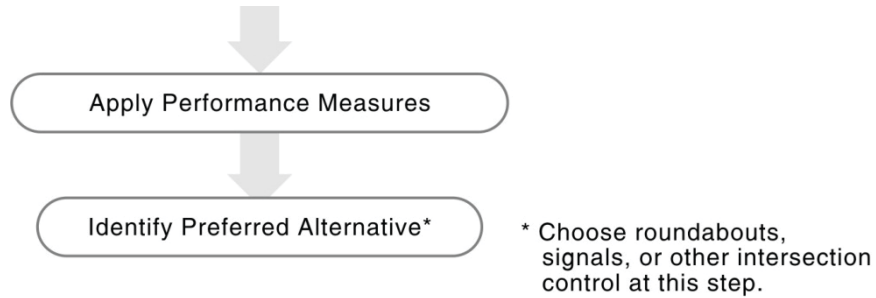 Apply Performance Measures
Identify Preferred Alternative*
* Choose roundabouts,
signals, or other intersection
control at this step.